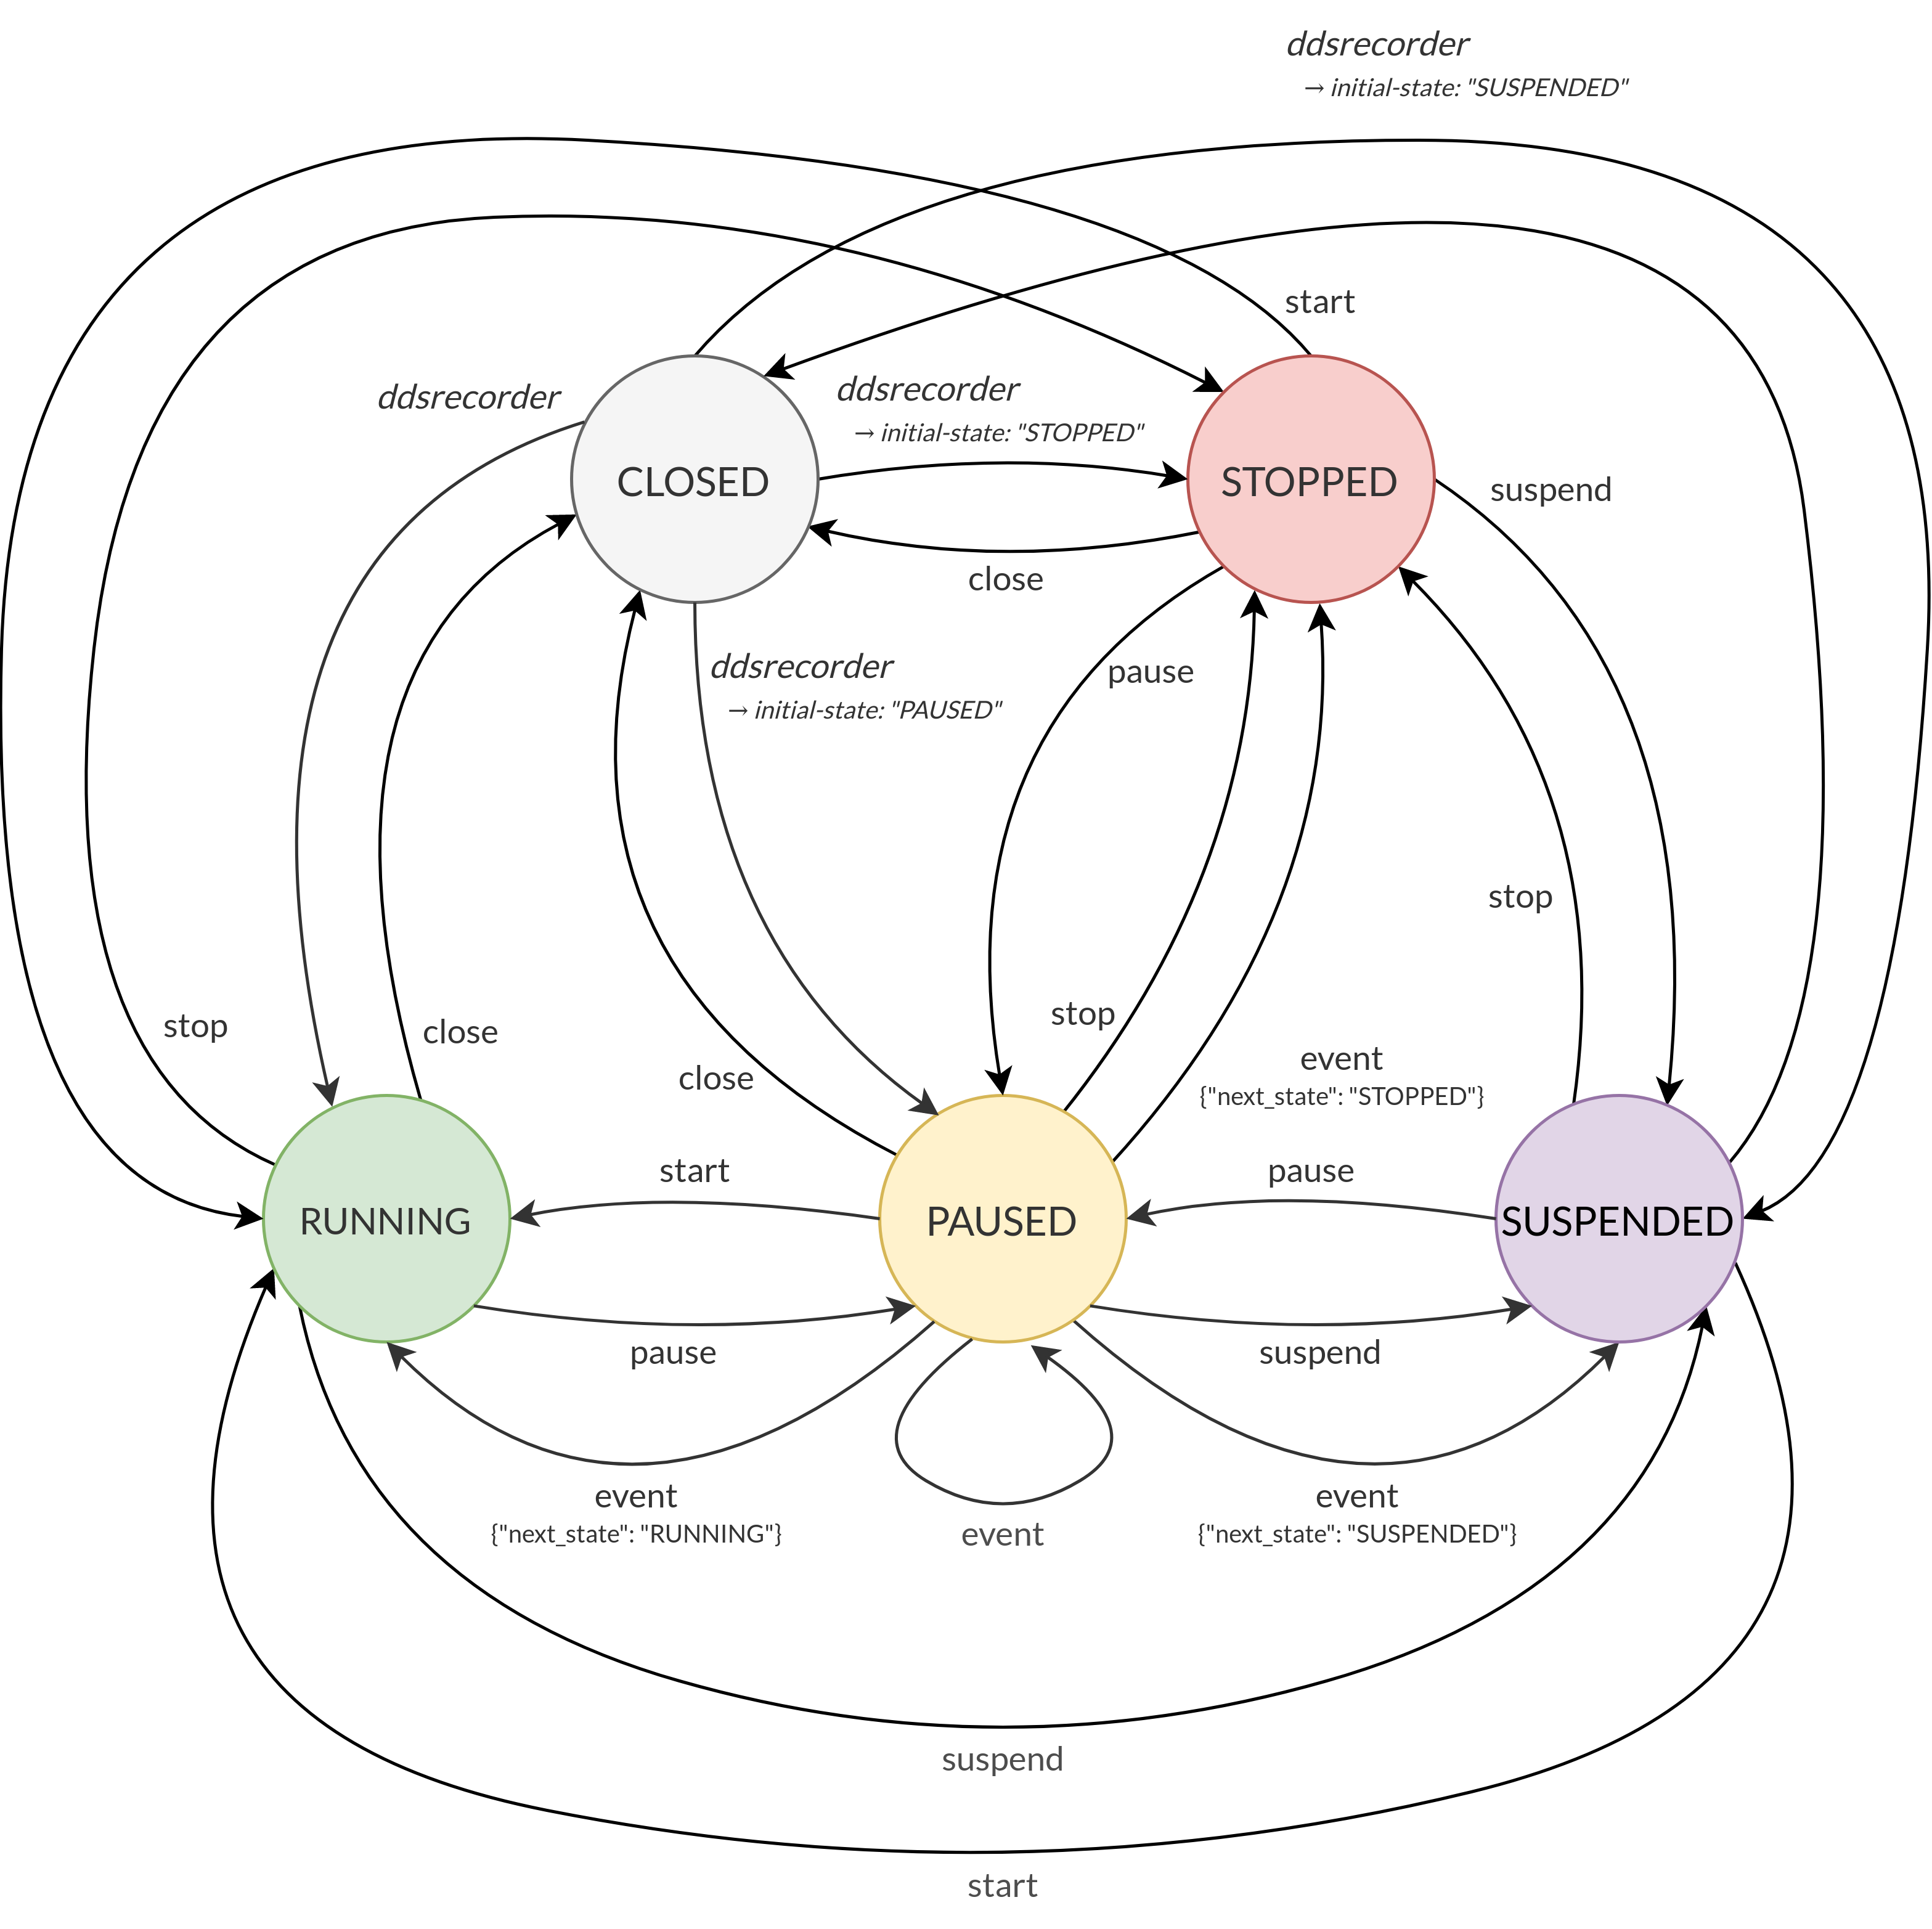 ddsrecorder
→ initial-state: "SUSPENDED"
start
ddsrecorder
ddsrecorder
→ initial-state: "STOPPED"
CLOSED
STOPPED
suspend
close
ddsrecorder
→ initial-state: "PAUSED"
pause
stop
stop
close
stop
close
event
{"next_state": "STOPPED"}
start
pause
RUNNING
PAUSED
SUSPENDED
pause
suspend
event
{"next_state": "RUNNING"}
event
event
{"next_state": "SUSPENDED"}
suspend
start